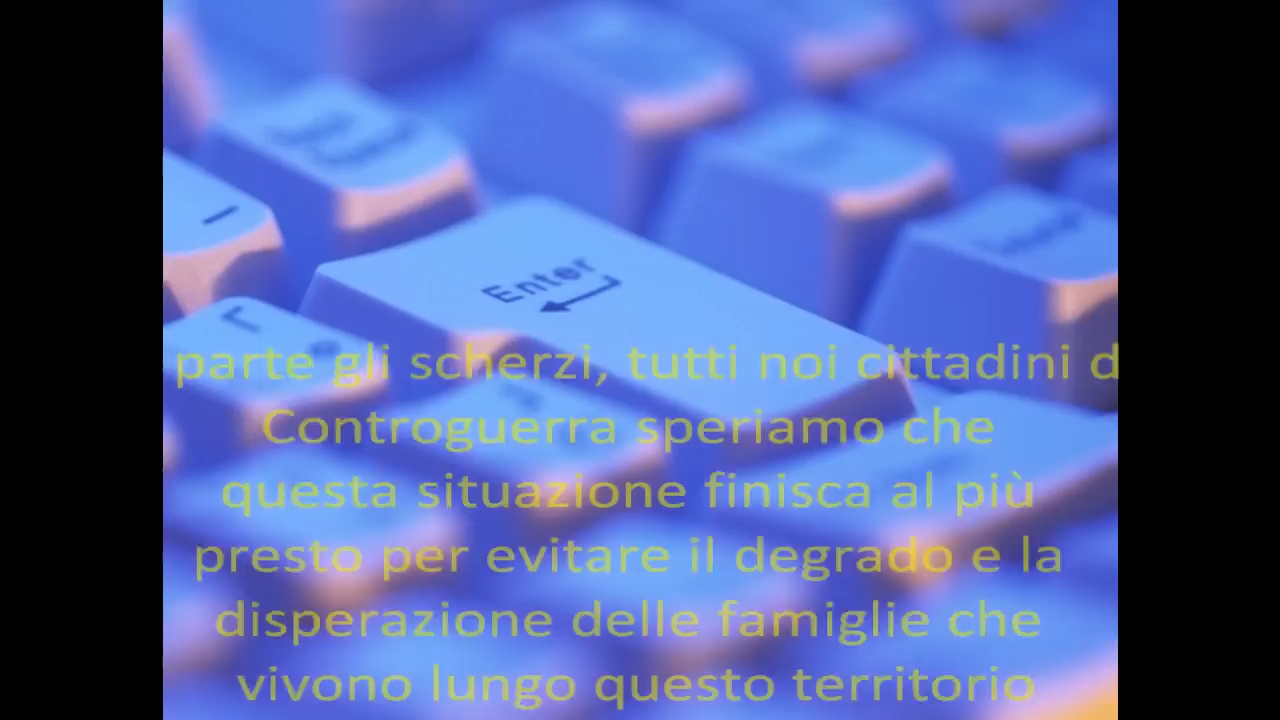 Enter
parte gli scherzi, tutti noi cittadini d
Controguerra speriamo che
questa situazione finisca al più
presto per evitare il degrado e la
disperazione delle famiglie che
vivono lungo questo territorio